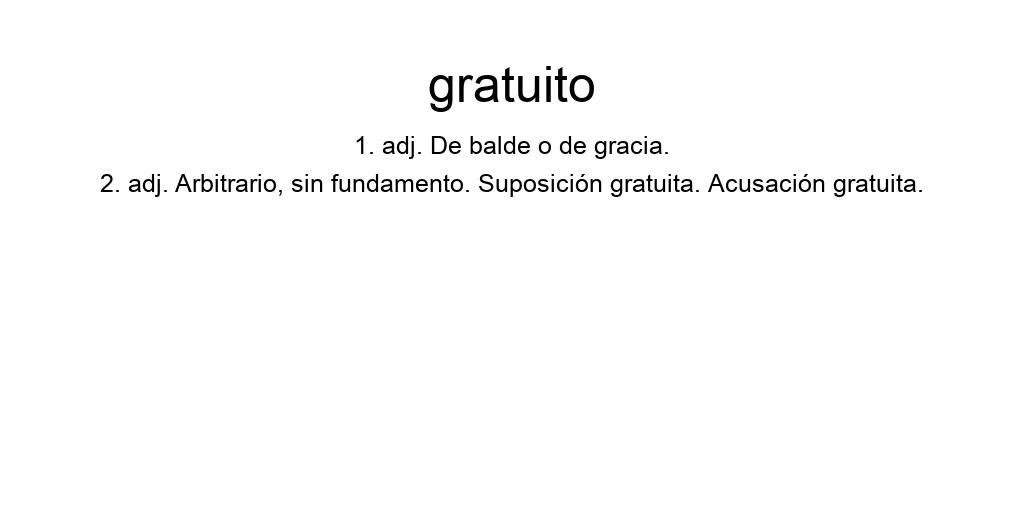 gratuito
1. adj. De balde o de gracia.
2. adj. Arbitrario, sin fundamento. Suposición gratuita. Acusación gratuita.